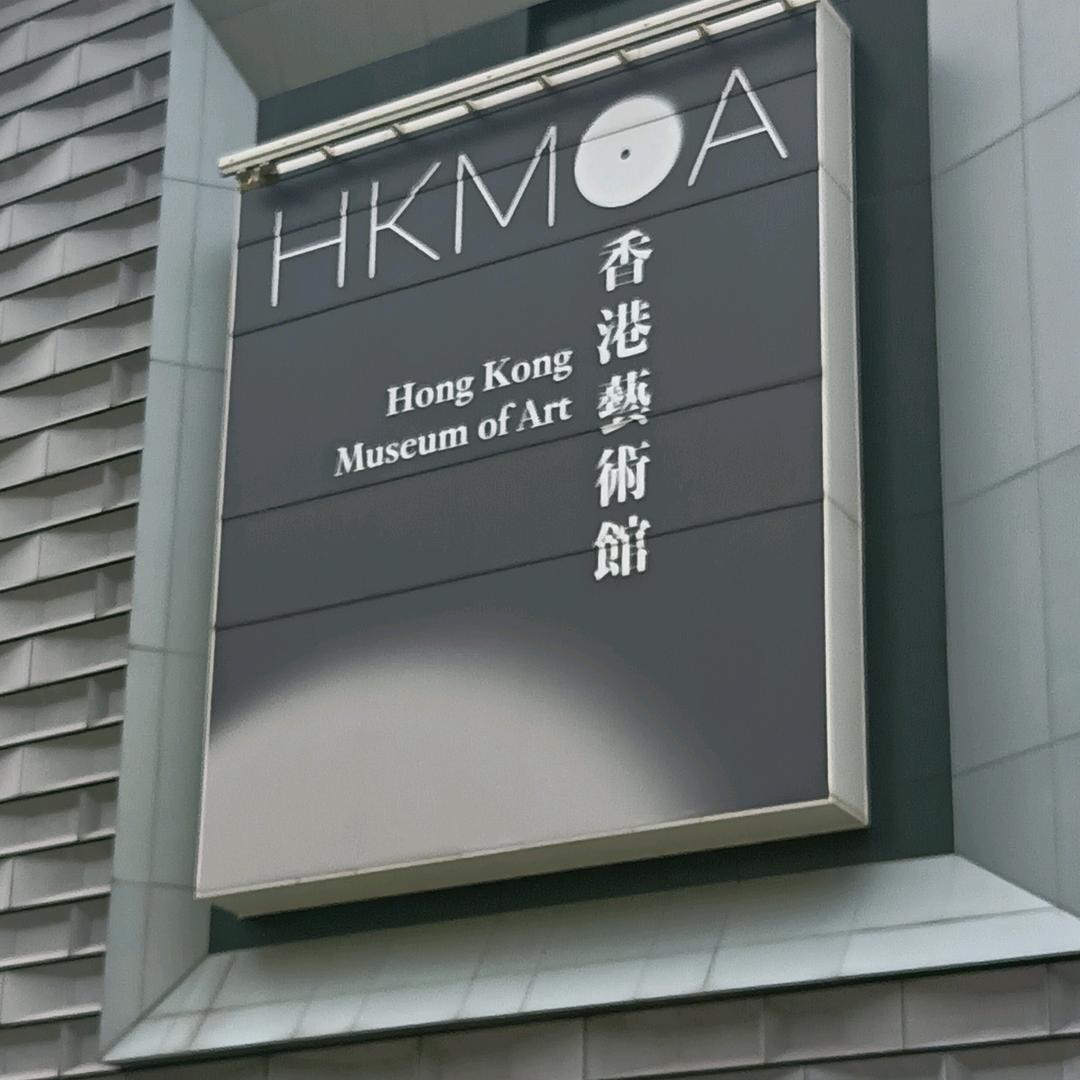 HKMOA
Hong Kong
Museum of Art
香港藝術館